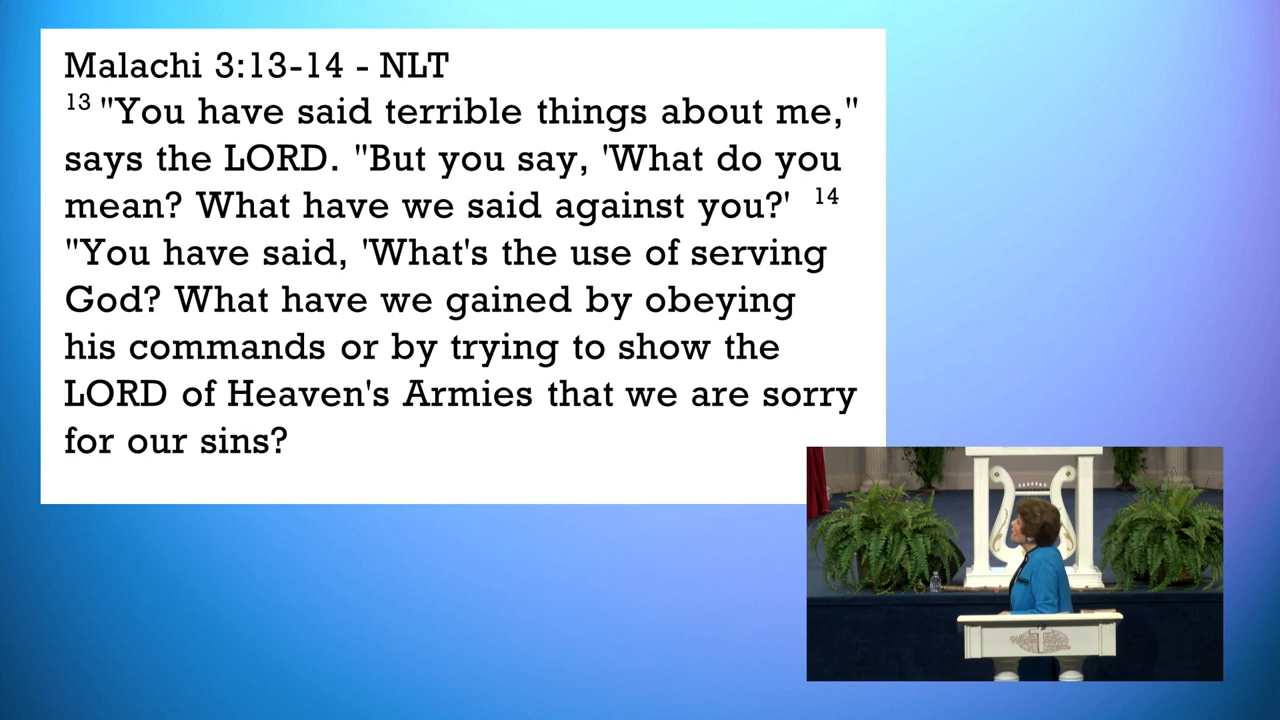 Malachi 3:13-14 - NLT
13 "You have said terrible things about me,"
says the LORD. "But you say, 'What do you
mean? What have we said against you?' 14
"You have said, 'What's the use of serving
God? What have we gained by obeying
his commands or by trying to show the
LORD of Heaven's Armies that we are sorry
for our sins?